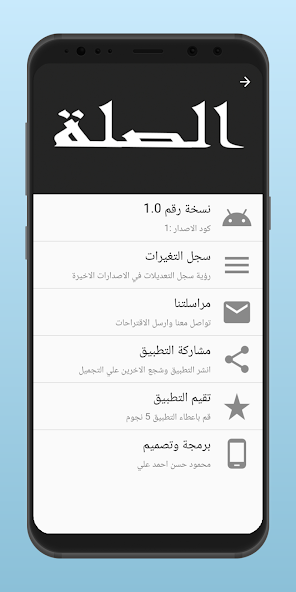 الصلة
نسخة رقم 1.0
كود الاصدار :1
سجل التغيرات
رؤية سجل التعديلات في الاصدارات الاخيرة
مراسلتنا
تواصل معنا وارسل الاقتراحات
مشاركة التطبيق
انشر التطبيق وشجع الاخرين علي التجميل
تقيم التطبيق
قم باعطاء التطبيق 5 نجوم
برمجة وتصميم
محمود حسن احمد علي